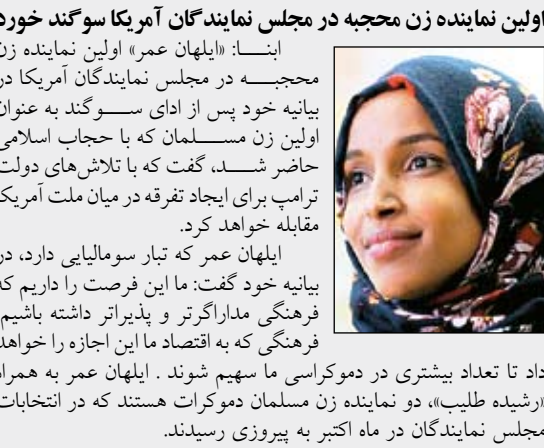 اولین نماینده زن محجبه در مجلس نمایندگان آمریکا سوگند خورد
ابنا: «ایلهان عمر» اولین نماینده زن
محجبه در مجلس نمایندگان آمریکا در
بیانیه خود پس از ادای سوگند به عنوان
اولین زن مسلمان که با حجاب اسلامی
حاضر شد، گفت که با تلاش‌های دولت
ترامپ برای ایجاد تفرقه در میان ملت آمریکا
مقابله خواهد کرد.
ایلهان عمر که تبار سومالیایی دارد، در
بیانیه خود گفت: ما این فرصت را داریم که
فرهنگی مداراگرتر و پذیراتر داشته باشیم
فرهنگی که به اقتصاد ما این اجازه را خواهد
داد تا تعداد بیشتری در دموکراسی ما سهیم شوند . ایلهان عمر به همراه
«رشیده طلیب»، دو نماینده زن مسلمان دموکرات هستند که در انتخابات
مجلس نمایندگان در ماه اکتبر به پیروزی رسیدند.